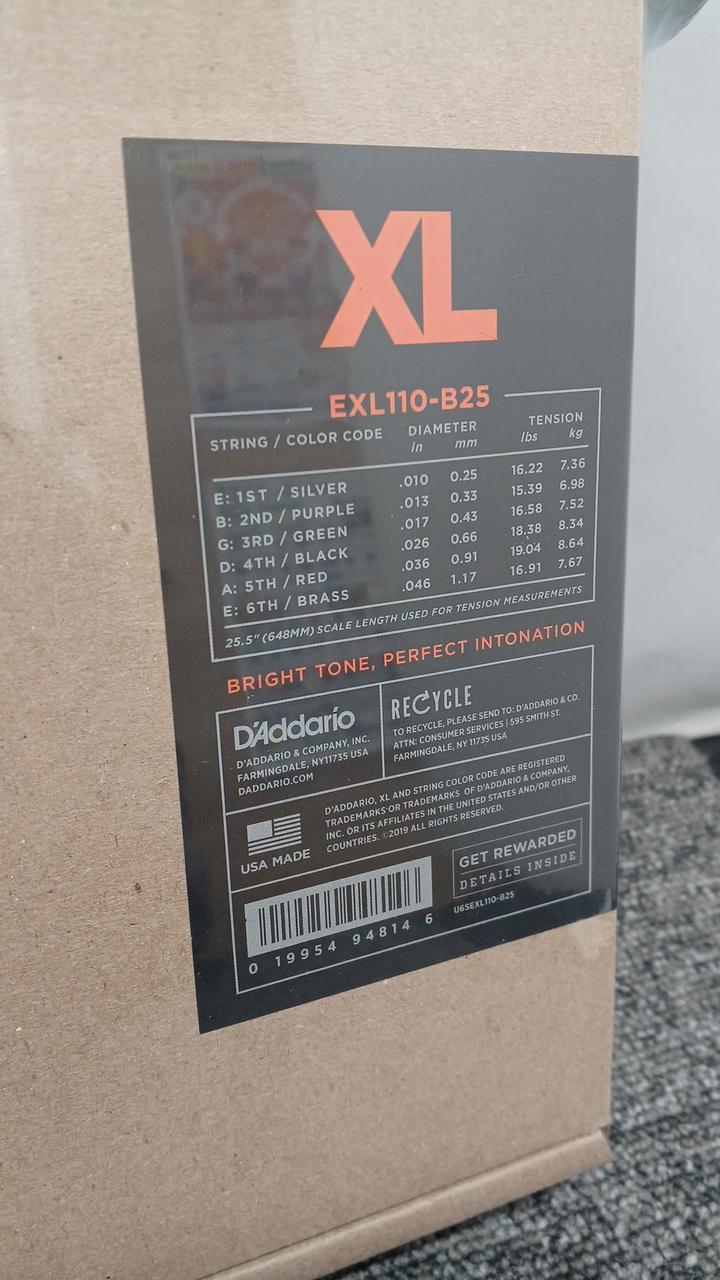 XL
EXL110-B25
STRING / COLOR CODE DIAMETER TENSION
in mm lbs kg
E: 1ST / SILVER .010 0.25 16.22 7.36
B: 2ND / PURPLE .013 0.33 15.39 6.98
G: 3RD / GREEN .017 0.43 16.58 7.52
D: 4TH / BLACK .026 0.66 18.38 8.34
A: 5TH / RED .036 0.91 19.04 8.64
E: 6TH / BRASS .046 1.17 16.91 7.67
25.5" (648MM) SCALE LENGTH USED FOR TENSION MEASUREMENTS
BRIGHT TONE, PERFECT INTONATION
D'Addario
D'ADDARIO & COMPANY, INC.
FARMINGDALE, NY11735 USA
DADDARIO.COM
RECYCLE
TO RECYCLE, PLEASE SEND TO: D'ADDARIO & CO.
ATTN: CONSUMER SERVICES | 595 SMITH ST.
FARMINGDALE, NY 11735 USA
USA MADE
D'ADDARIO, XL AND STRING COLOR CODE ARE REGISTERED
TRADEMARKS OR TRADEMARKS OF D'ADDARIO & COMPANY,
INC. OR ITS AFFILIATES IN THE UNITED STATES AND/OR OTHER
COUNTRIES. ©2019 ALL RIGHTS RESERVED.
0 19954 94814 6
GET REWARDED
DETAILS INSIDE
U6SEXL110-B25